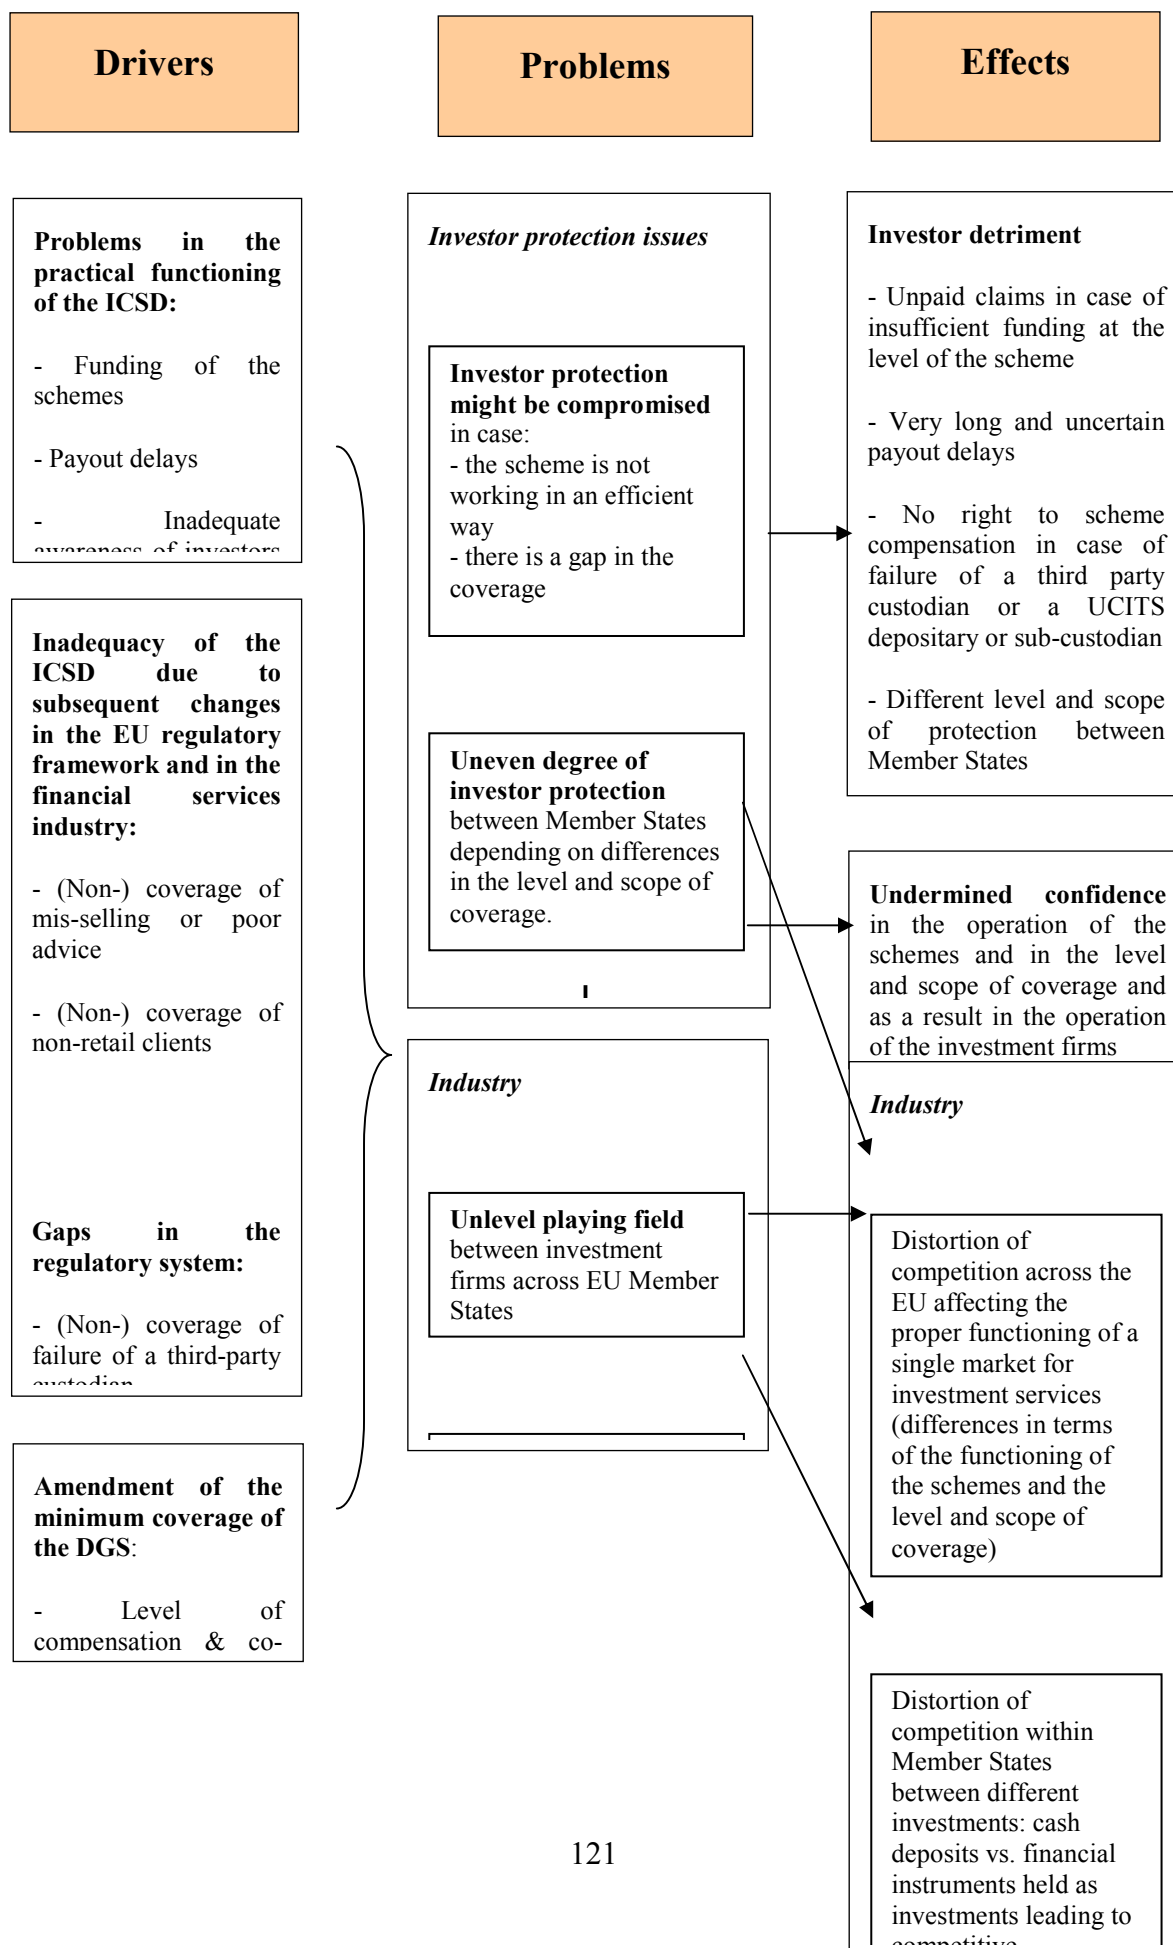 Drivers
Problems
Effects
Problems in the
practical functioning
of the ICSD:
- Funding of the
schemes
- Payout delays
- Inadequate
awareness of investors
Inadequacy of the
ICSD due to
subsequent changes
in the EU regulatory
framework and in the
financial services
industry:
- (Non-) coverage of
mis-selling or poor
advice
- (Non-) coverage of
non-retail clients
Gaps in the
regulatory system:
- (Non-) coverage of
failure of a third-party
custodian
Amendment of the
minimum coverage of
the DGS:
- Level of
compensation & co-
Investor protection issues
Investor protection
might be compromised
in case:
- the scheme is not
working in an efficient
way
- there is a gap in the
coverage
Uneven degree of
investor protection
between Member States
depending on differences
in the level and scope of
coverage.
Industry
Unlevel playing field
between investment
firms across EU Member
States
Investor detriment
- Unpaid claims in case of
insufficient funding at the
level of the scheme
- Very long and uncertain
payout delays
- No right to scheme
compensation in case of
failure of a third party
custodian or a UCITS
depositary or sub-custodian
- Different level and scope
of protection between
Member States
Undermined confidence
in the operation of the
schemes and in the level
and scope of coverage and
as a result in the operation
of the investment firms
Industry
Distortion of
competition across the
EU affecting the
proper functioning of a
single market for
investment services
(differences in terms
of the functioning of
the schemes and the
level and scope of
coverage)
Distortion of
competition within
Member States
between different
investments: cash
deposits vs. financial
instruments held as
investments leading to
competitive
121